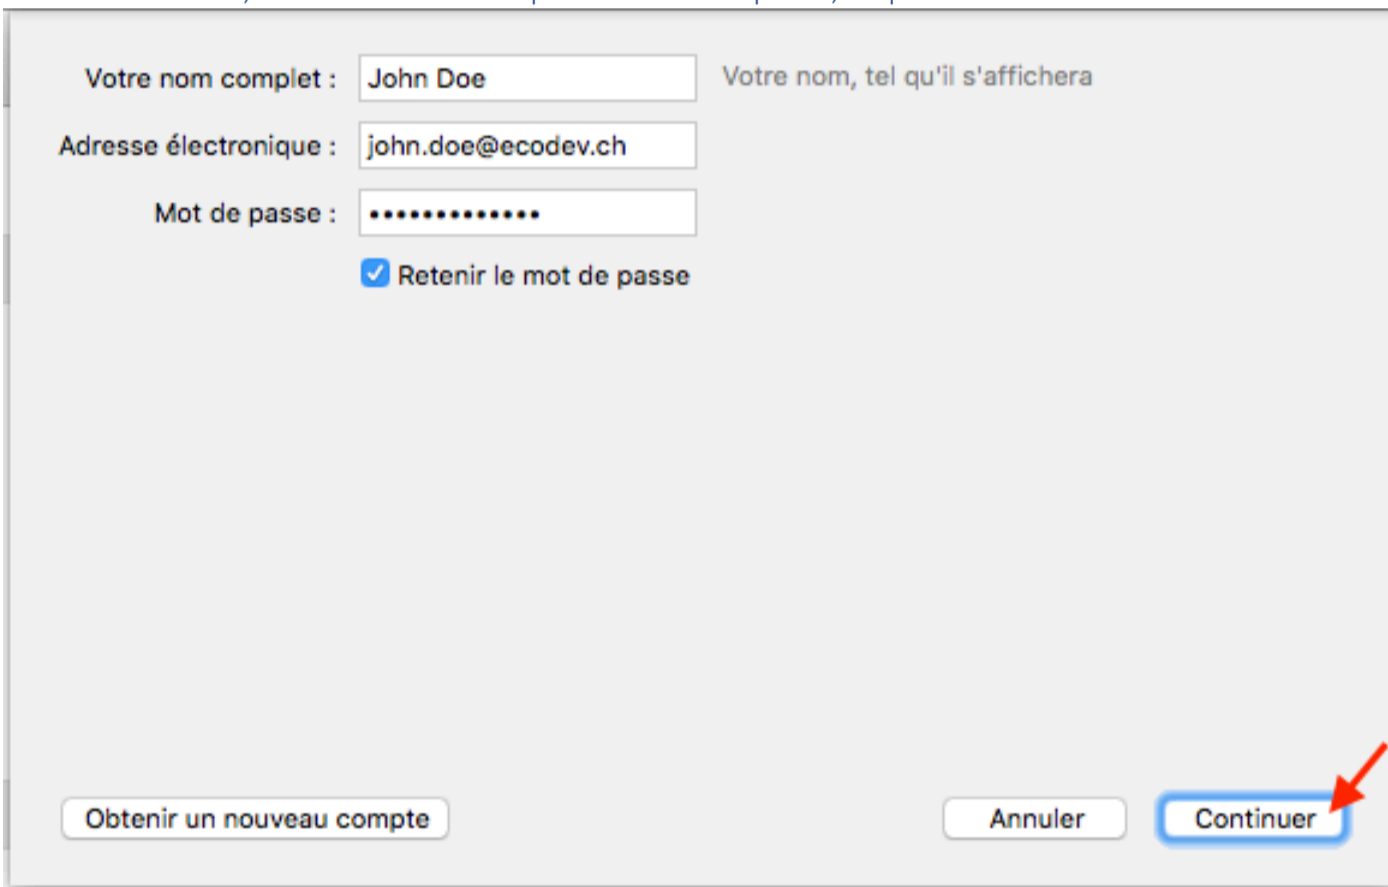 Votre nom complet : John Doe Votre nom, tel qu'il s'affichera
Adresse électronique : john.doe@ecodev.ch
Mot de passe : •••••••••••••
Retenir le mot de passe
Obtenir un nouveau compte Annuler Continuer